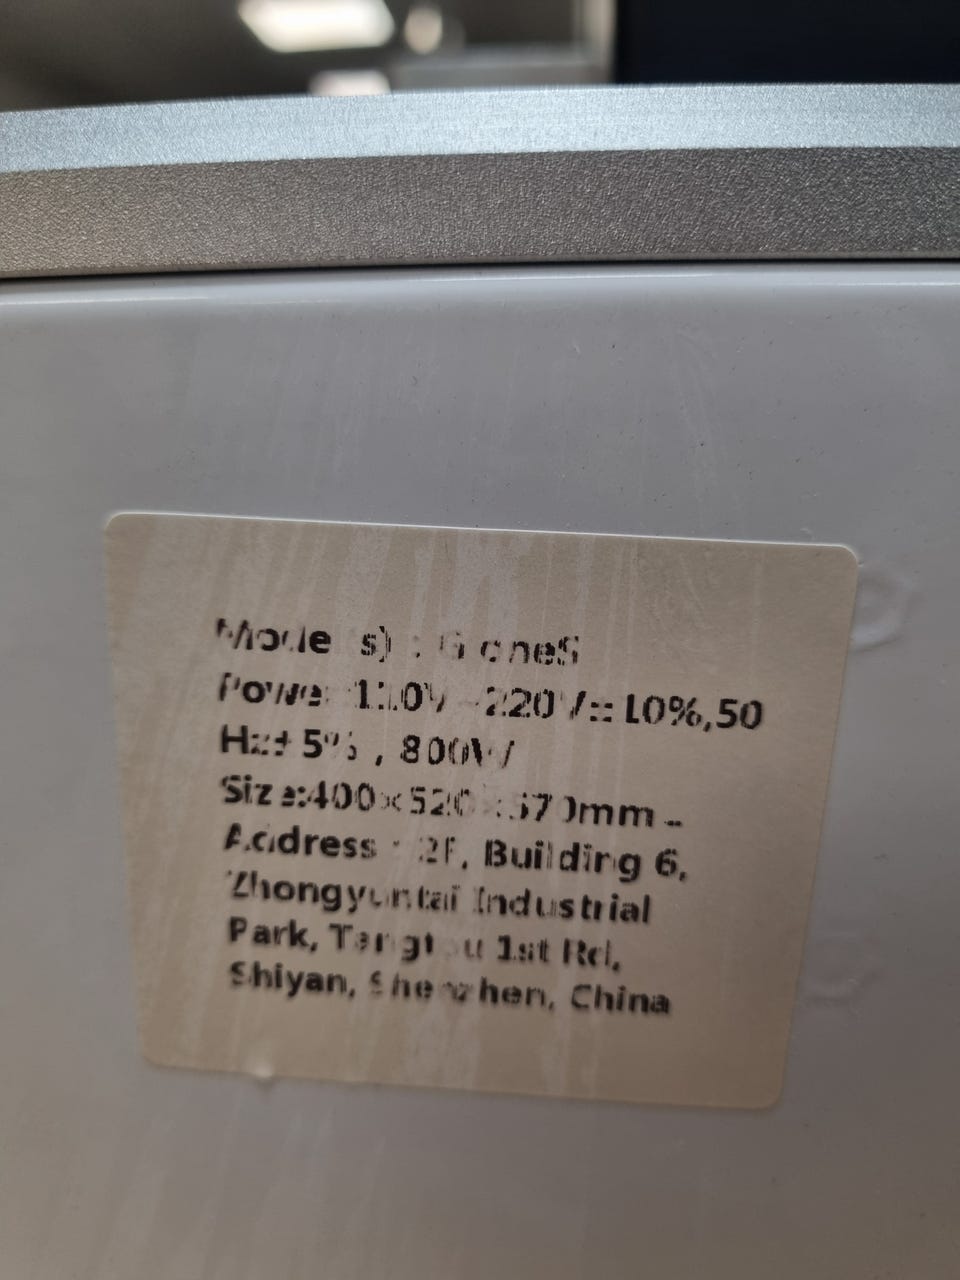 Model(s) : G oneS
Power:110V~220V±10%,50
Hz±5% , 800W
Size:400×520×570mm
Address : 2F, Building 6,
Zhongyuntai Industrial
Park, Tangtou 1st Rd,
Shiyan, Shenzhen, China